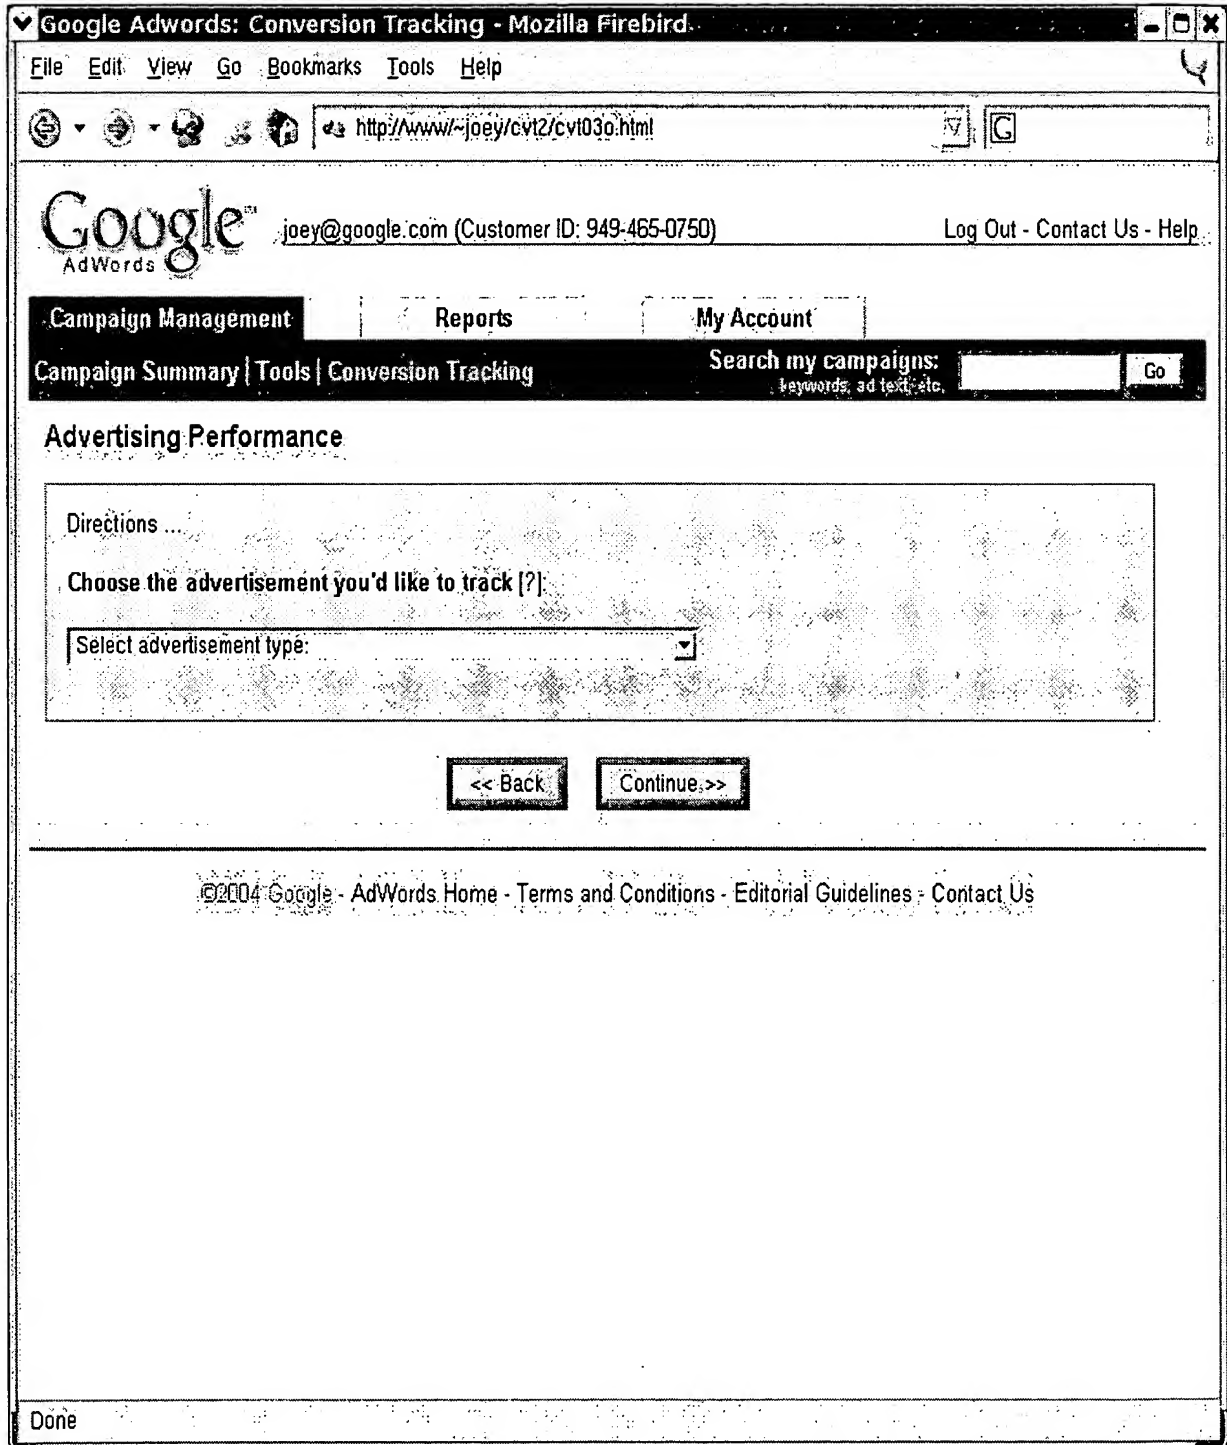 Google Adwords: Conversion Tracking - Mozilla Firebird
File Edit View Go Bookmarks Tools Help
http://www/~joey/cvt2/cvt03o.html G
Google™ AdWords joey@google.com (Customer ID: 949-465-0750) Log Out - Contact Us - Help
Campaign Management Reports My Account
Campaign Summary | Tools | Conversion Tracking Search my campaigns: Go
keywords, ad text, etc.
Advertising Performance
Directions ...
Choose the advertisement you'd like to track [?]:
Select advertisement type:
<< Back Continue >>
©2004 Google - AdWords Home - Terms and Conditions - Editorial Guidelines - Contact Us
Done